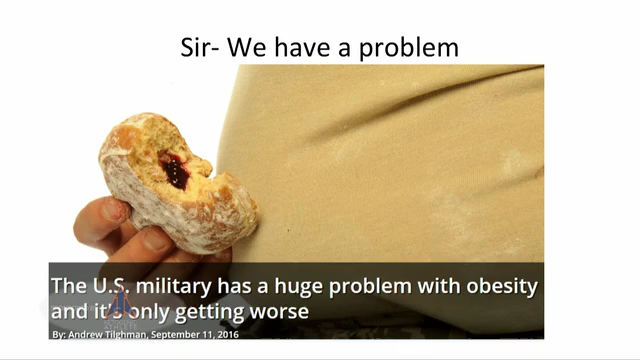 Sir- We have a problem
The U.S. military has a huge problem with obesity
and it's only getting worse
By: Andrew Tilghman, September 11, 2016